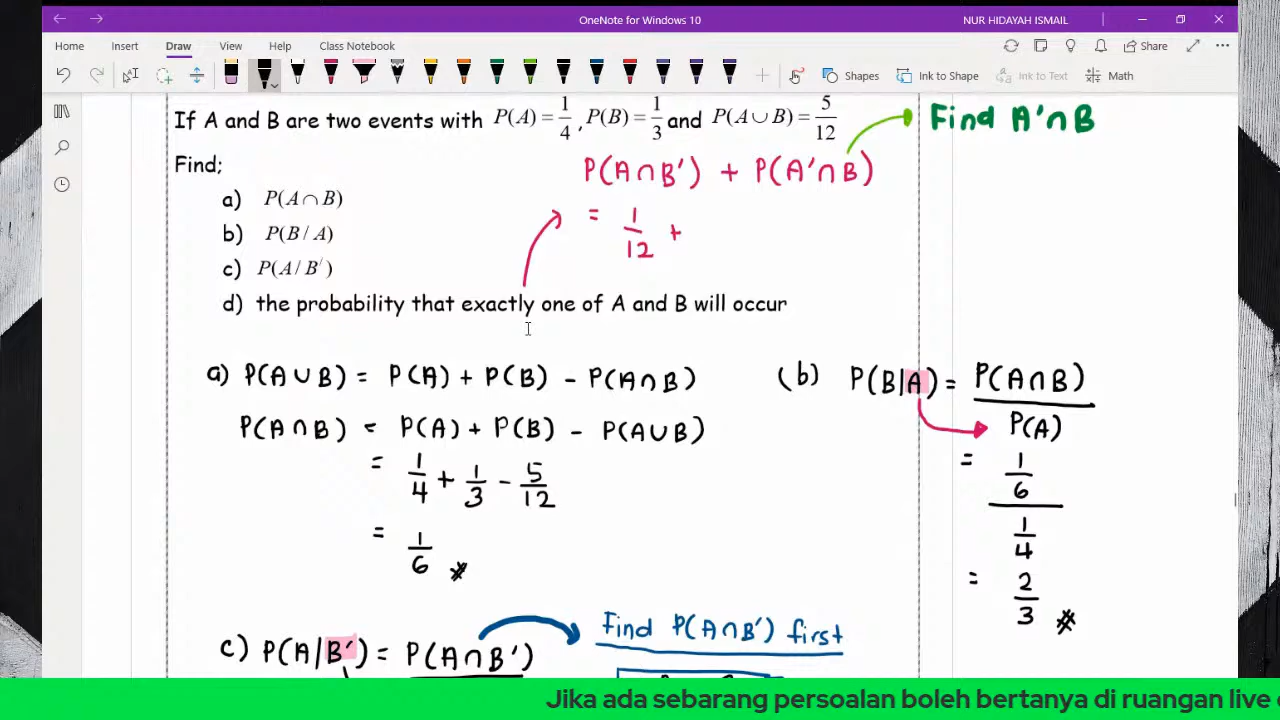 OneNote for Windows 10
NUR HIDAYAH ISMAIL
Home Insert Draw View Help Class Notebook
Share
Shapes Ink to Shape Ink to Text Math
If A and B are two events with P(A) = 1/4 , P(B) = 1/3 and P(A ∪ B) = 5/12
Find A'∩B
Find;
P(A∩B') + P(A'∩B)
a) P(A ∩ B)
= 1/12 +
b) P(B / A)
c) P(A / B')
d) the probability that exactly one of A and B will occur
a) P(A∪B) = P(A) + P(B) - P(A∩B)
P(A∩B) = P(A) + P(B) - P(A∪B)
= 1/4 + 1/3 - 5/12
= 1/6 *
(b) P(B|A) = P(A∩B)
P(A)
= 1/6
1/4
= 2/3 *
c) P(A|B') = P(A∩B')
Find P(A∩B') first
Jika ada sebarang persoalan boleh bertanya di ruangan live